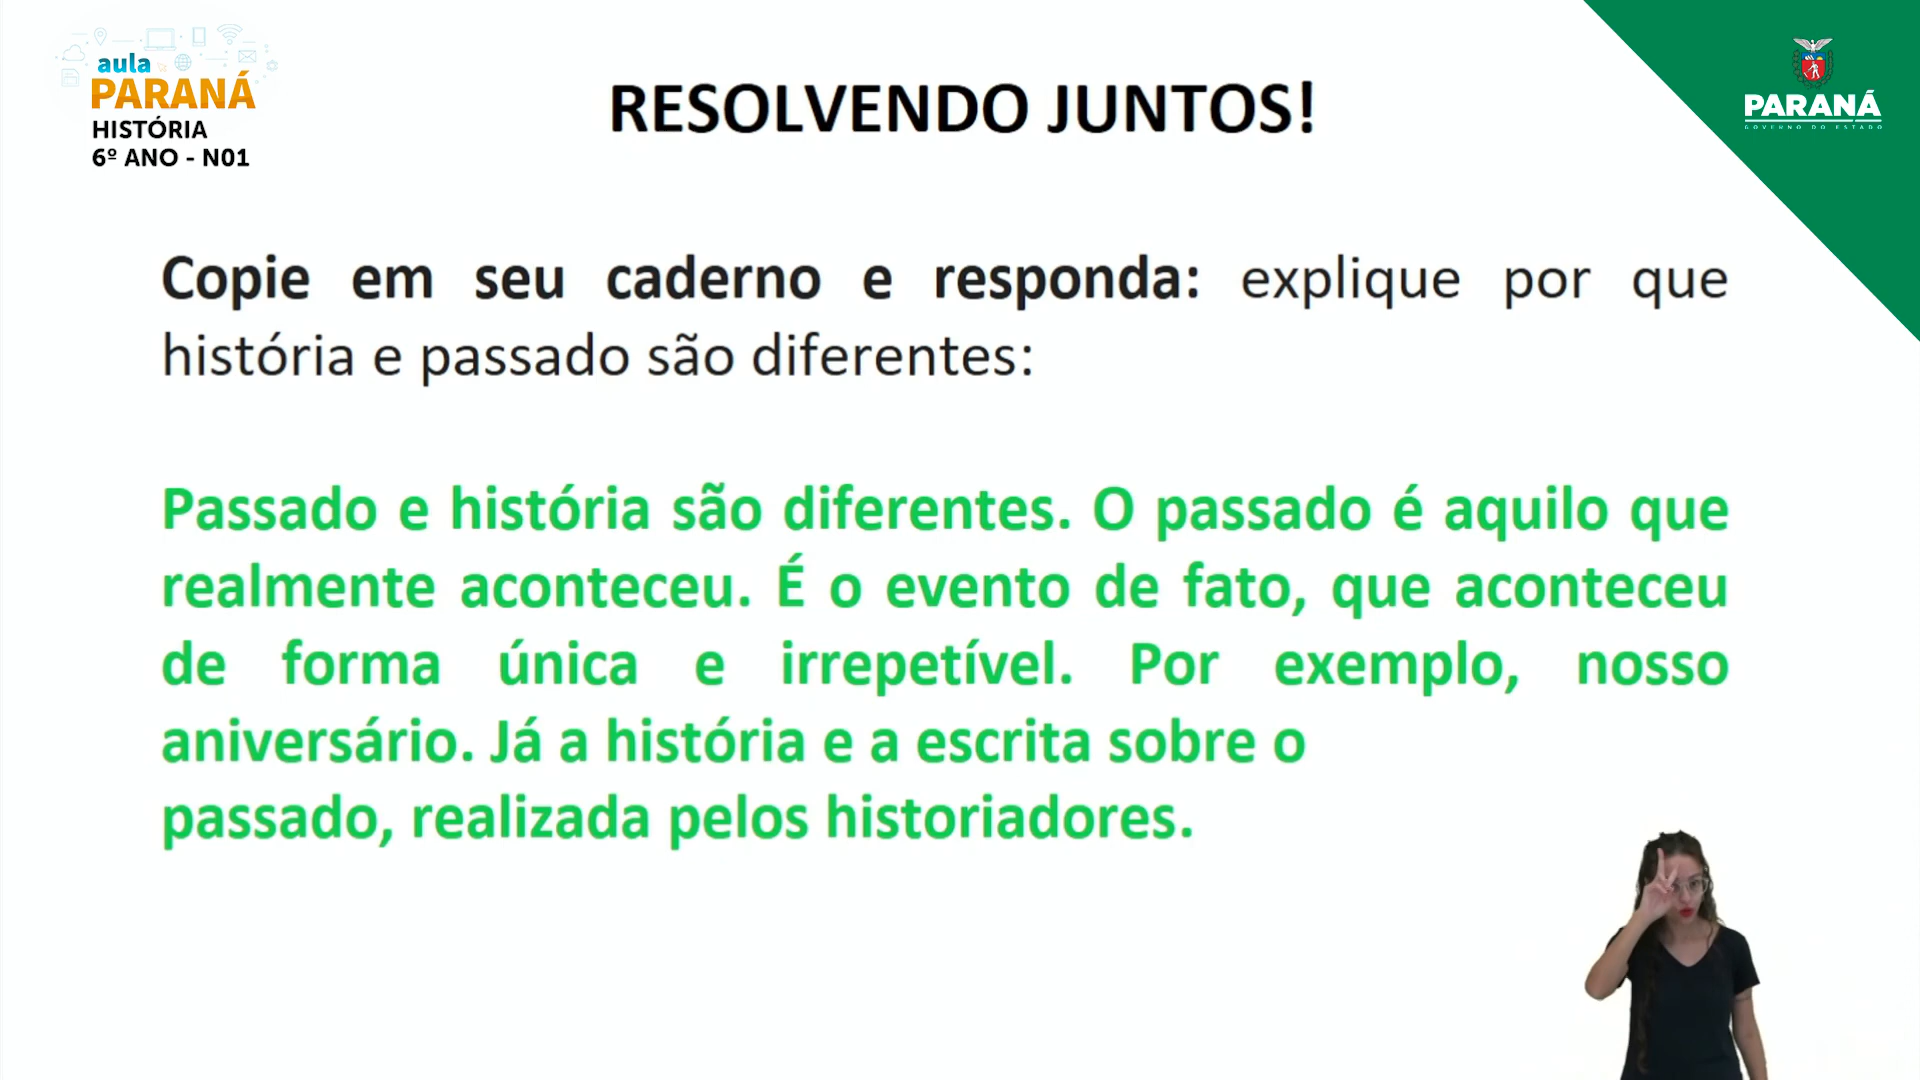 aula
PARANÁ
HISTÓRIA
6º ANO - N01
RESOLVENDO JUNTOS!
PARANÁ
GOVERNO DO ESTADO
Copie em seu caderno e responda: explique por que
história e passado são diferentes:
Passado e história são diferentes. O passado é aquilo que
realmente aconteceu. É o evento de fato, que aconteceu
de forma única e irrepetível. Por exemplo, nosso
aniversário. Já a história e a escrita sobre o
passado, realizada pelos historiadores.